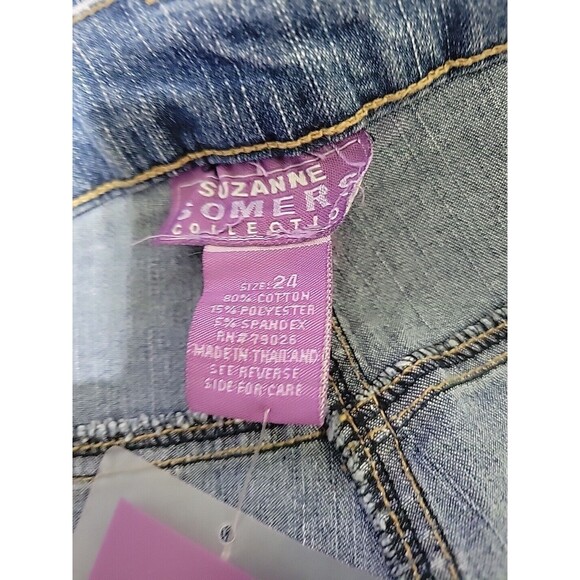 SUZANNE
SOMERS
COLLECTION
SIZE: 24
80% COTTON
15% POLYESTER
5% SPANDEX
RN# 79026
MADE IN THAILAND
SEE REVERSE
SIDE FOR CARE